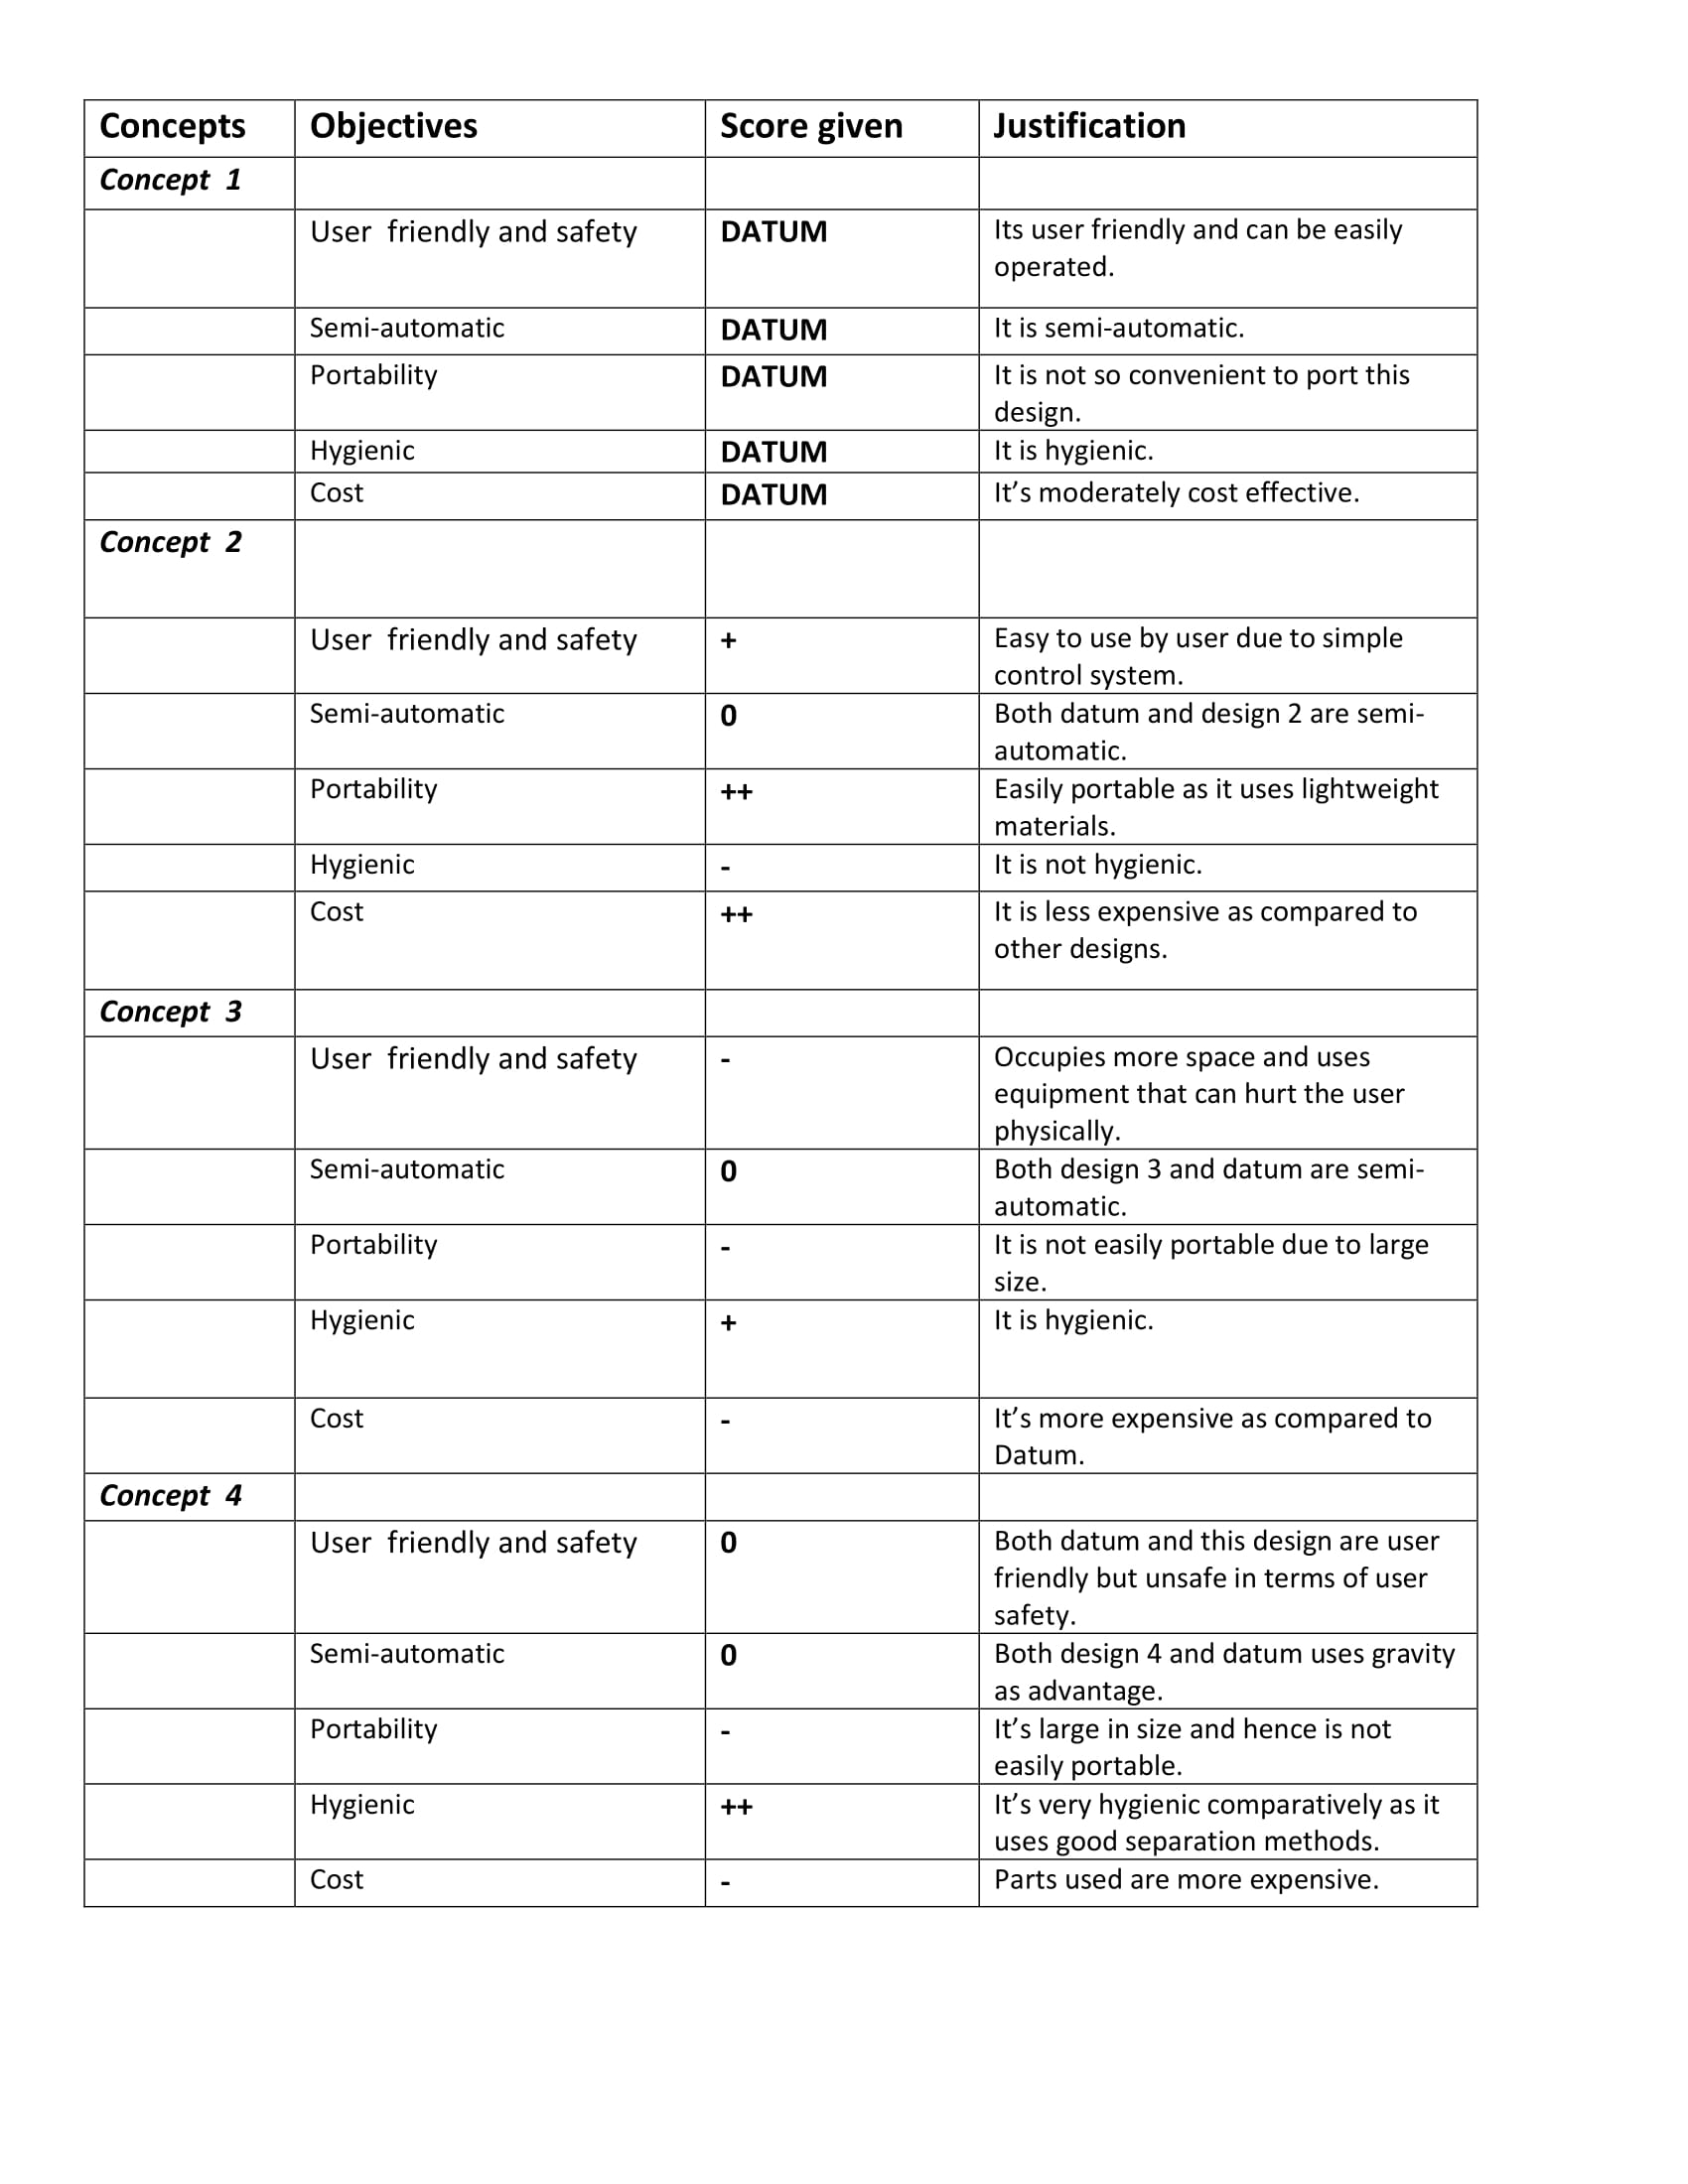 Concepts Objectives Score given Justification
Concept 1
User friendly and safety DATUM Its user friendly and can be easily
operated.
Semi-automatic DATUM It is semi-automatic.
Portability DATUM It is not so convenient to port this
design.
Hygienic DATUM It is hygienic.
Cost DATUM It’s moderately cost effective.
Concept 2
User friendly and safety + Easy to use by user due to simple
control system.
Semi-automatic 0 Both datum and design 2 are semi-
automatic.
Portability ++ Easily portable as it uses lightweight
materials.
Hygienic - It is not hygienic.
Cost ++ It is less expensive as compared to
other designs.
Concept 3
User friendly and safety - Occupies more space and uses
equipment that can hurt the user
physically.
Semi-automatic 0 Both design 3 and datum are semi-
automatic.
Portability - It is not easily portable due to large
size.
Hygienic + It is hygienic.
Cost - It’s more expensive as compared to
Datum.
Concept 4
User friendly and safety 0 Both datum and this design are user
friendly but unsafe in terms of user
safety.
Semi-automatic 0 Both design 4 and datum uses gravity
as advantage.
Portability - It’s large in size and hence is not
easily portable.
Hygienic ++ It’s very hygienic comparatively as it
uses good separation methods.
Cost - Parts used are more expensive.